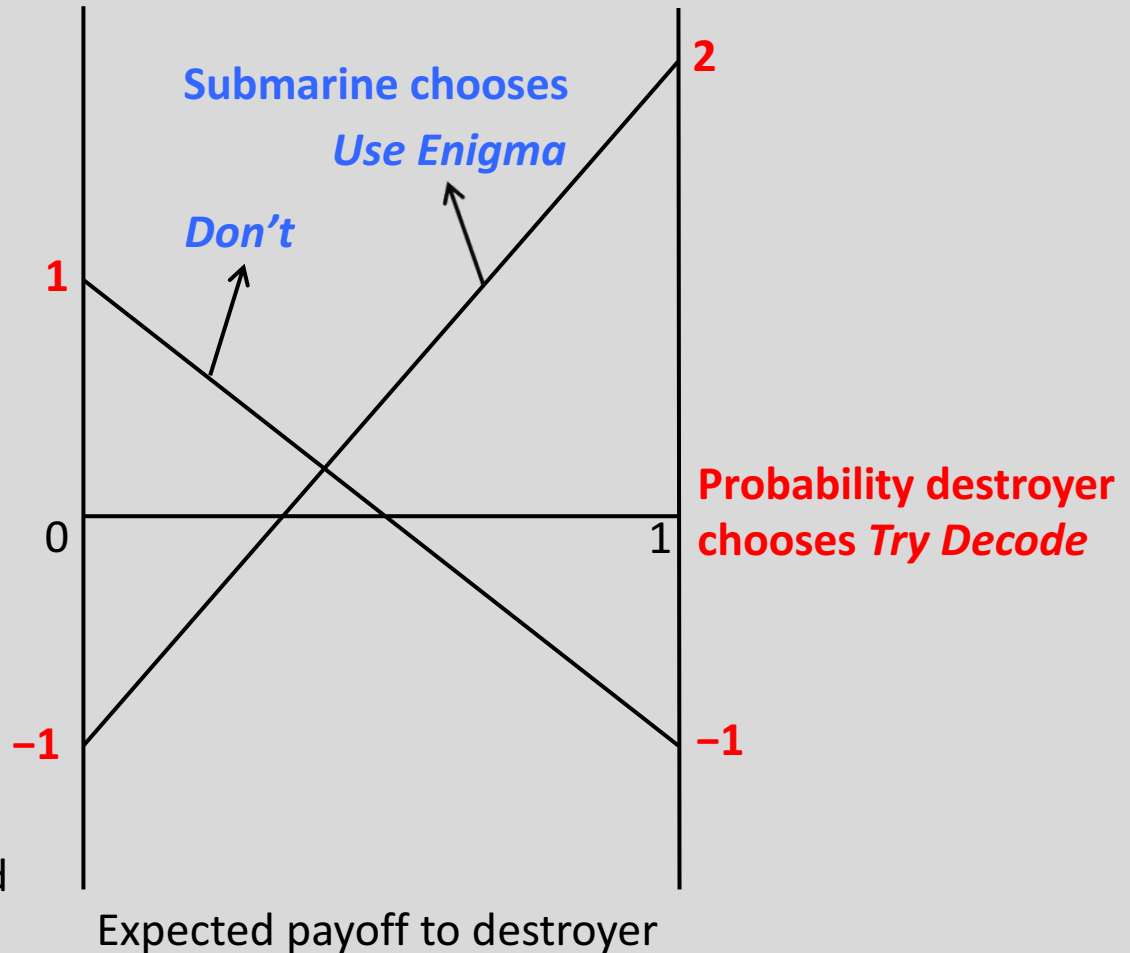 2
Submarine chooses
Use Enigma
Don’t
1
Probability destroyer
0
1
chooses Try Decode
−1
−1
Expected payoff to destroyer